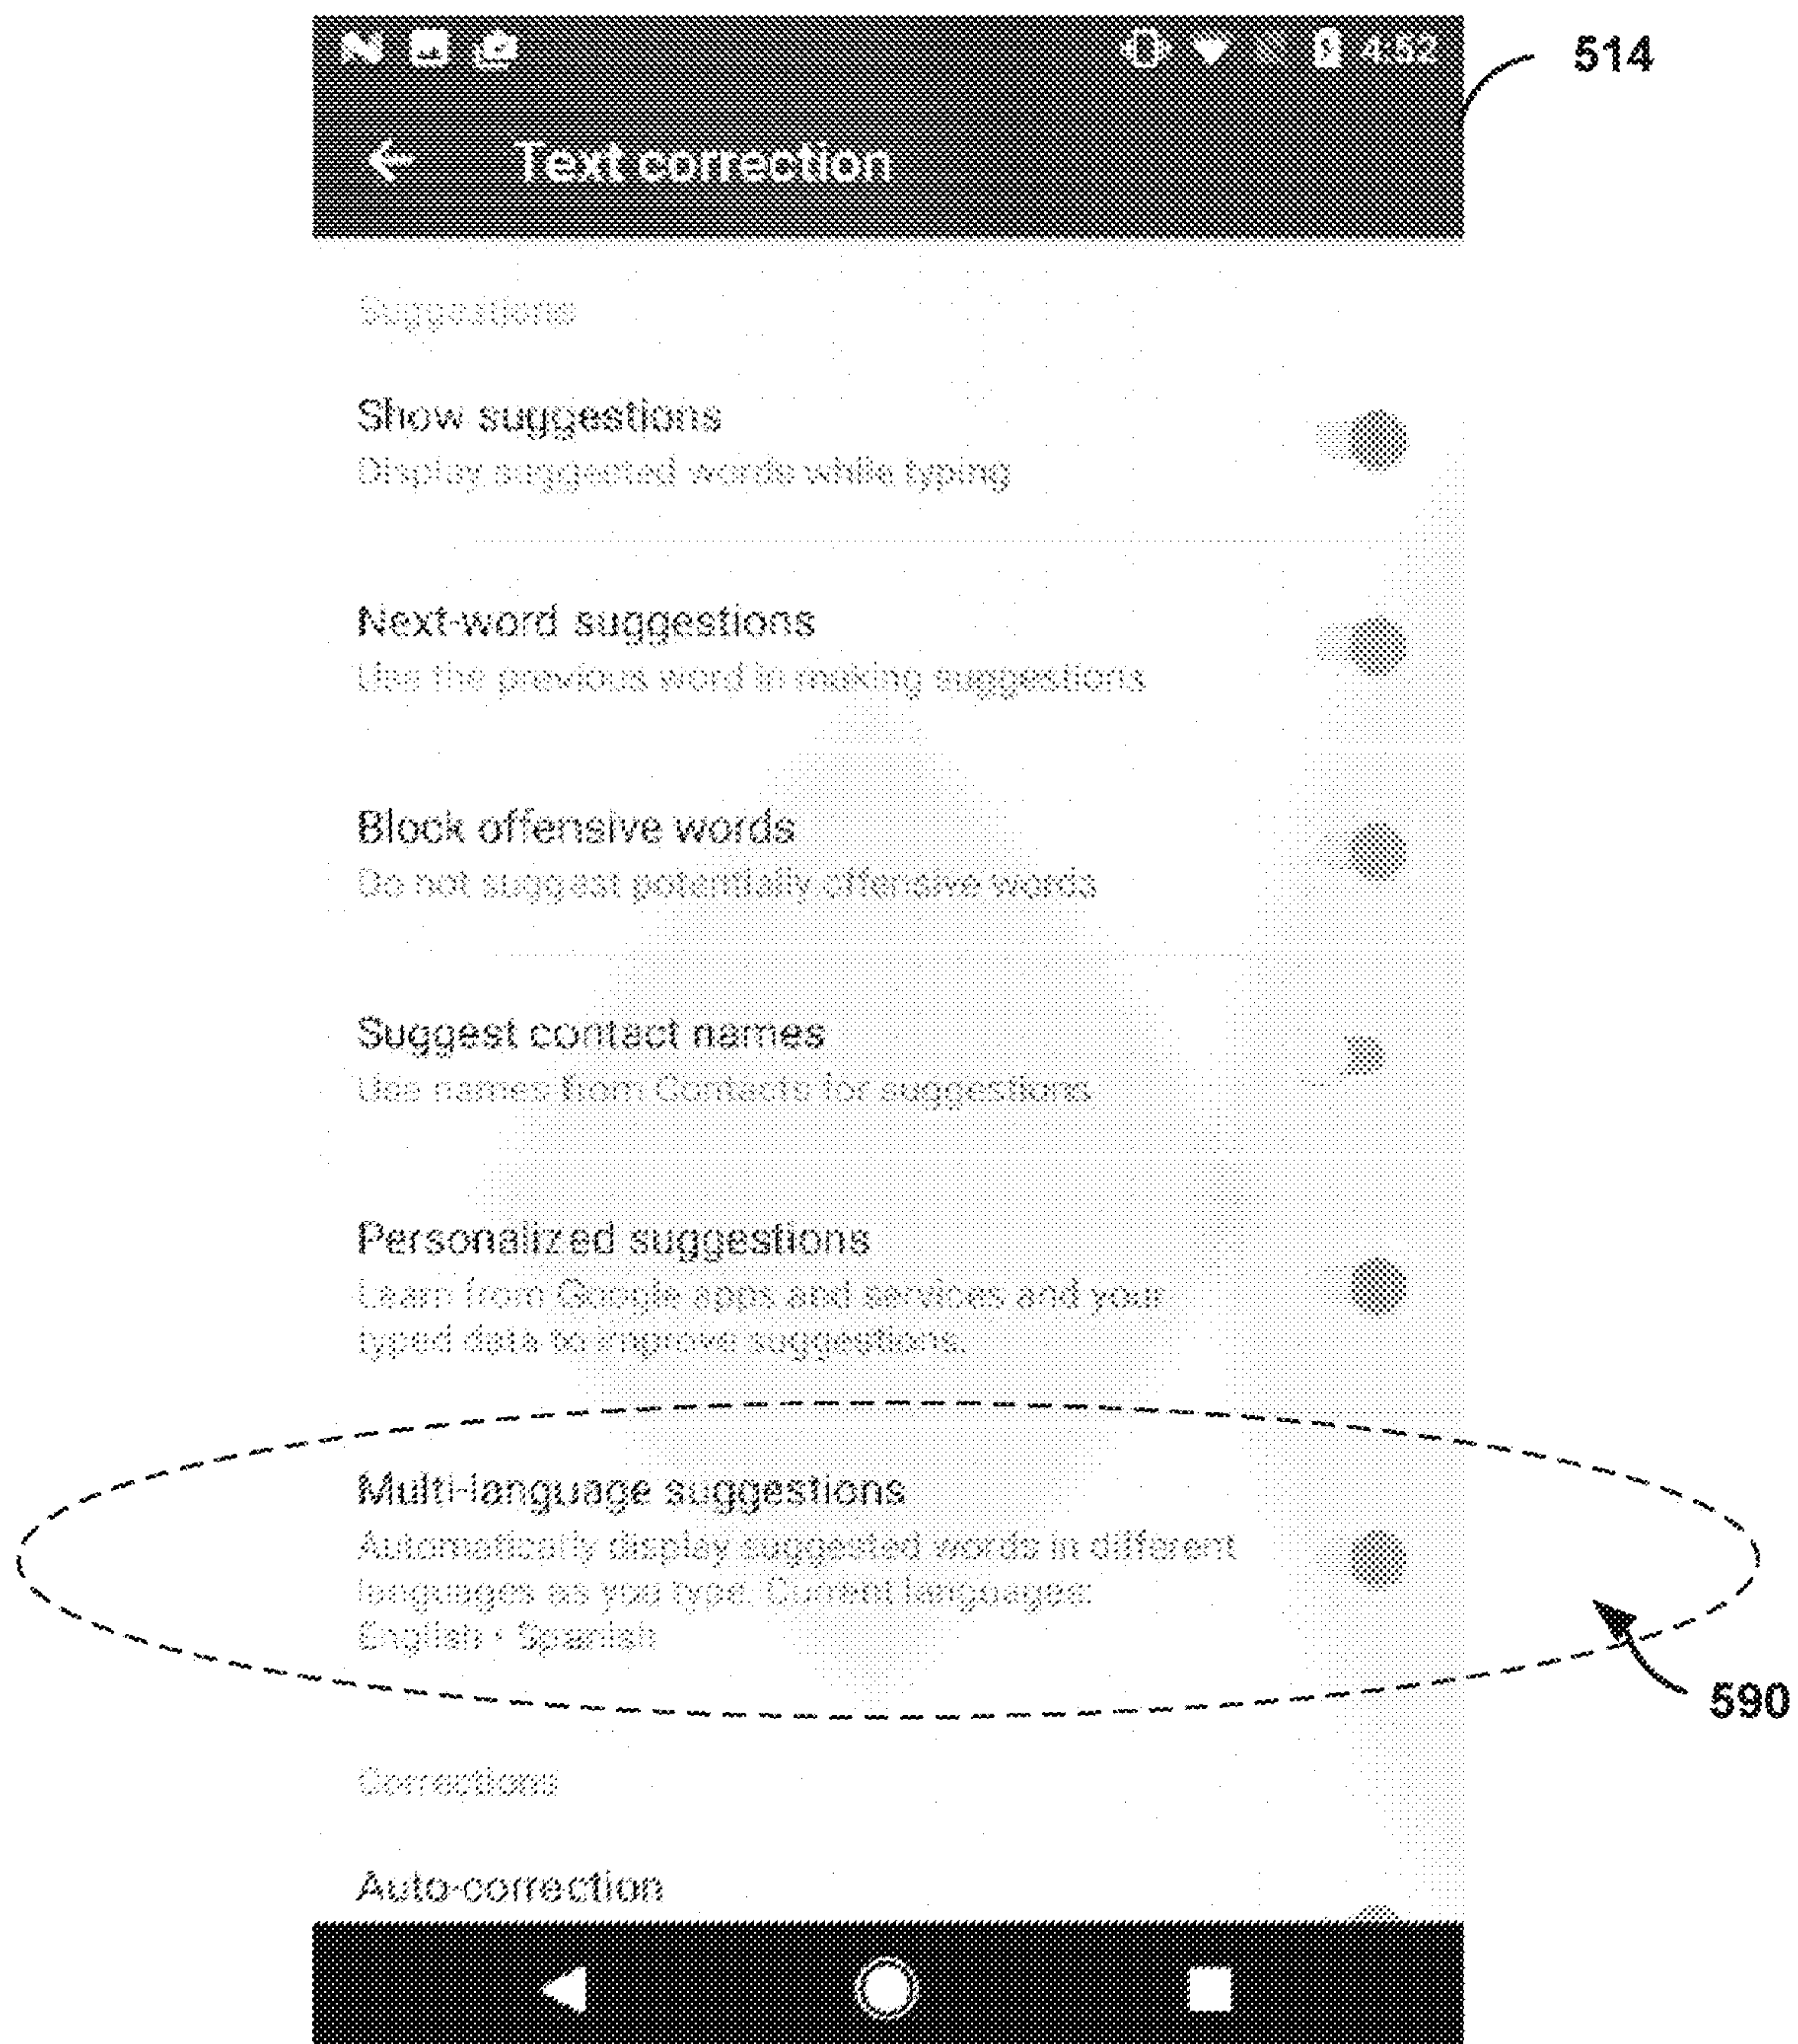 4:52
514
Text correction
Suggestions
Show suggestions
Display suggested words while typing
Next-word suggestions
Use the previous word in making suggestions
Block offensive words
Do not suggest potentially offensive words
Suggest contact names
Use names from Contacts for suggestions
Personalized suggestions
Learn from Google apps and services and your
typed data to improve suggestions.
Multi-language suggestions
Automatically display suggested words in different
languages as you type. Current languages:
English • Spanish
590
Corrections
Auto-correction